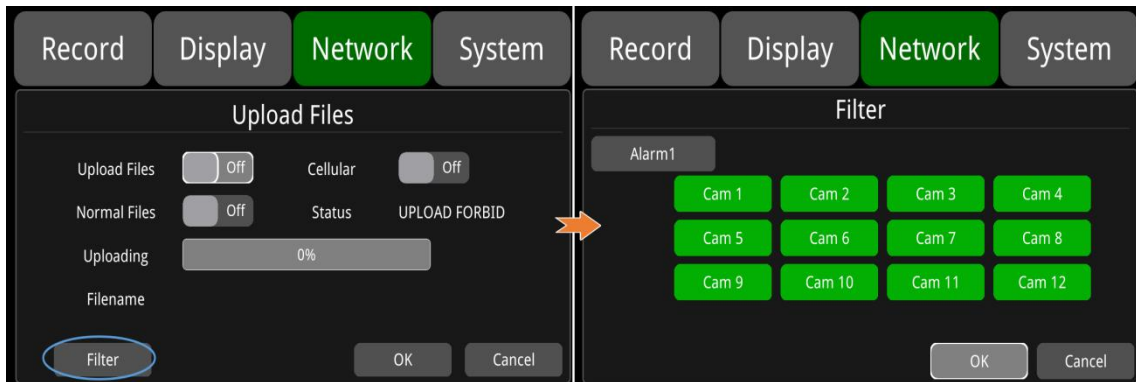 Record Display Network System
Upload Files
Upload Files Off Cellular Off
Normal Files Off Status UPLOAD FORBID
Uploading 0%
Filename
Filter OK Cancel
Record Display Network System
Filter
Alarm1
Cam 1 Cam 2 Cam 3 Cam 4
Cam 5 Cam 6 Cam 7 Cam 8
Cam 9 Cam 10 Cam 11 Cam 12
OK Cancel